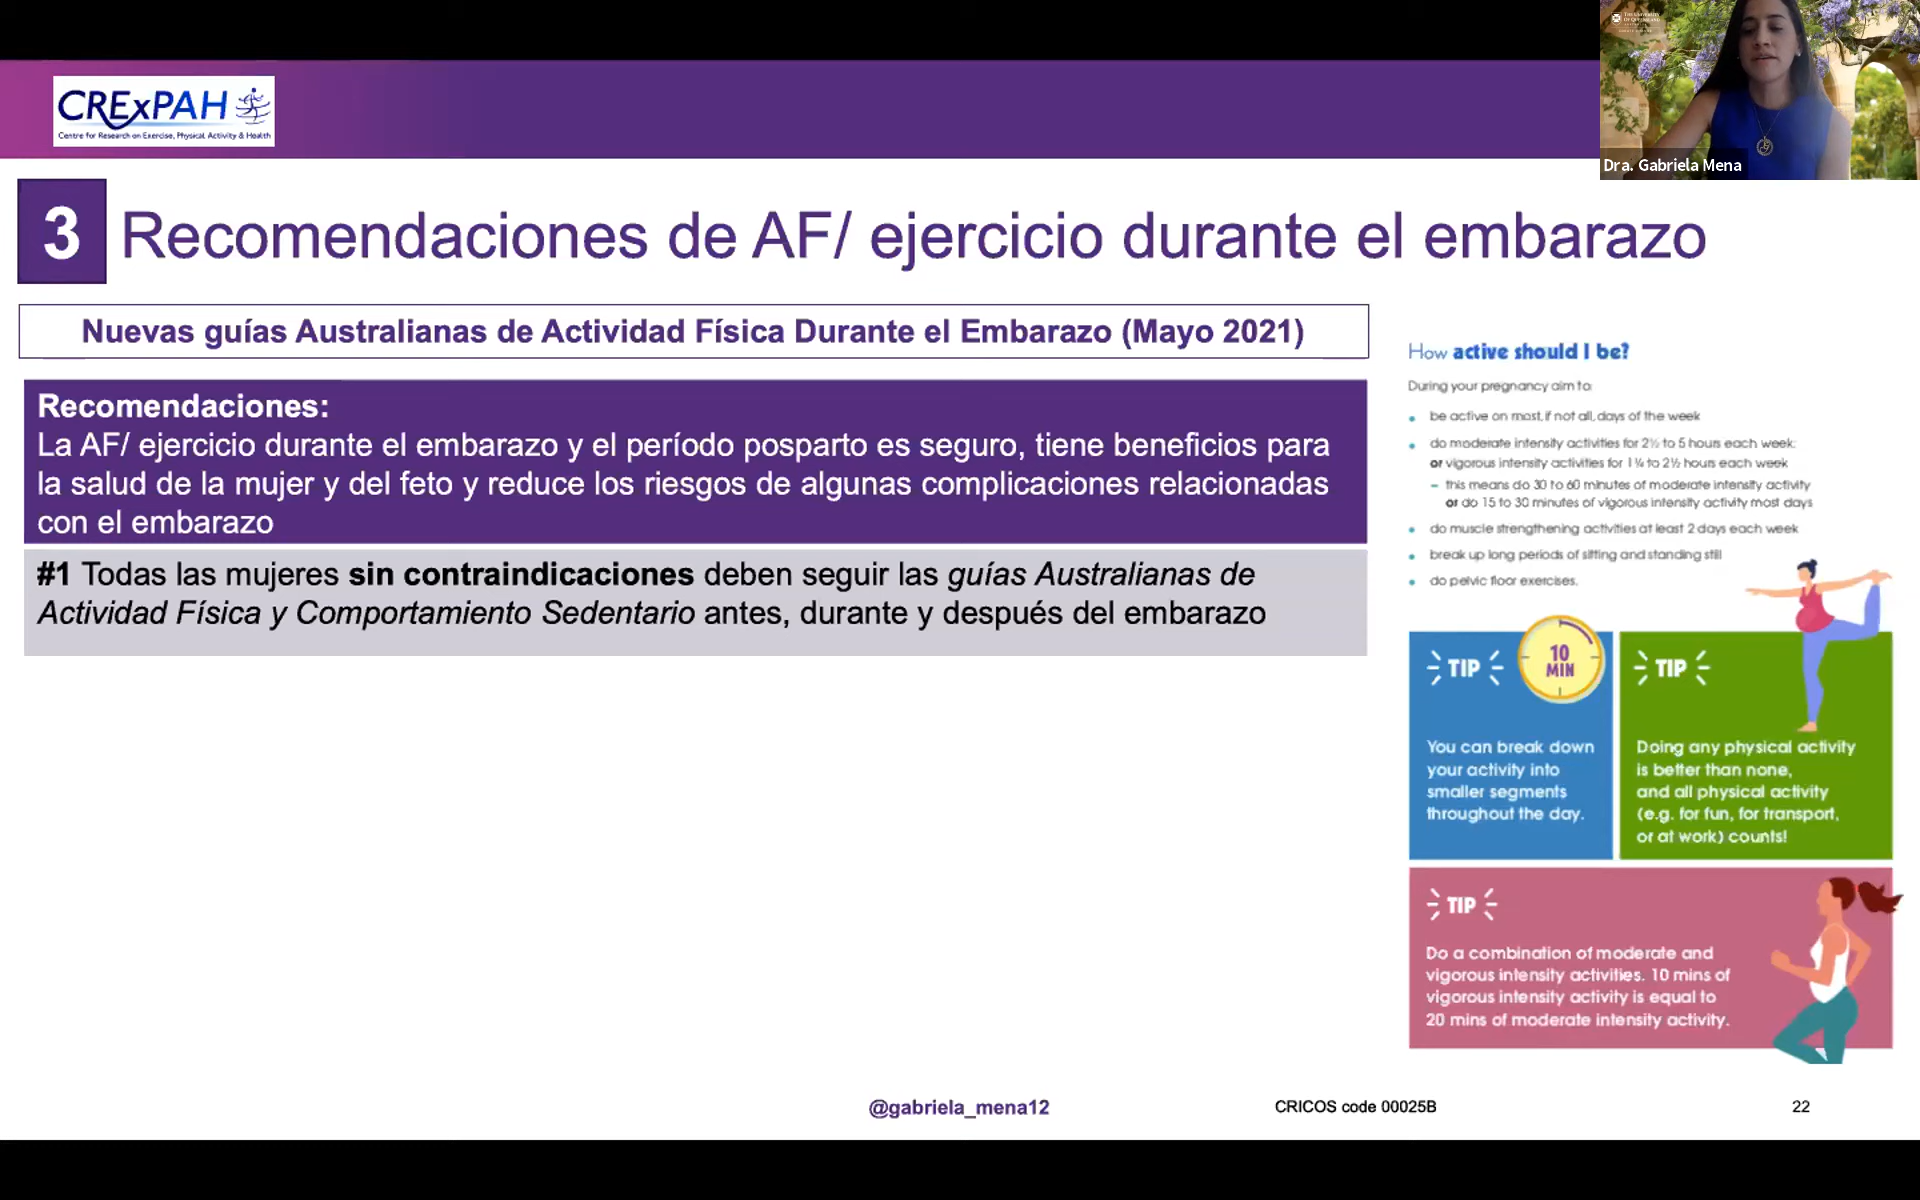 CRExPAH
Centre for Research on Exercise, Physical Activity & Health
Dra. Gabriela Mena
3 Recomendaciones de AF/ ejercicio durante el embarazo
Nuevas guías Australianas de Actividad Física Durante el Embarazo (Mayo 2021)
Recomendaciones:
La AF/ ejercicio durante el embarazo y el período posparto es seguro, tiene beneficios para
la salud de la mujer y del feto y reduce los riesgos de algunas complicaciones relacionadas
con el embarazo
#1 Todas las mujeres sin contraindicaciones deben seguir las guías Australianas de
Actividad Física y Comportamiento Sedentario antes, durante y después del embarazo
How active should I be?
During your pregnancy aim to:
be active on most, if not all, days of the week
do moderate intensity activities for 2½ to 5 hours each week;
or vigorous intensity activities for 1¼ to 2½ hours each week
– this means do 30 to 60 minutes of moderate intensity activity
or do 15 to 30 minutes of vigorous intensity activity most days
do muscle strengthening activities at least 2 days each week
break up long periods of sitting and standing still
do pelvic floor exercises.
TIP
10
MIN
You can break down
your activity into
smaller segments
throughout the day.
TIP
Doing any physical activity
is better than none,
and all physical activity
(e.g. for fun, for transport,
or at work) counts!
TIP
Do a combination of moderate and
vigorous intensity activities. 10 mins of
vigorous intensity activity is equal to
20 mins of moderate intensity activity.
@gabriela_mena12
CRICOS code 00025B
22